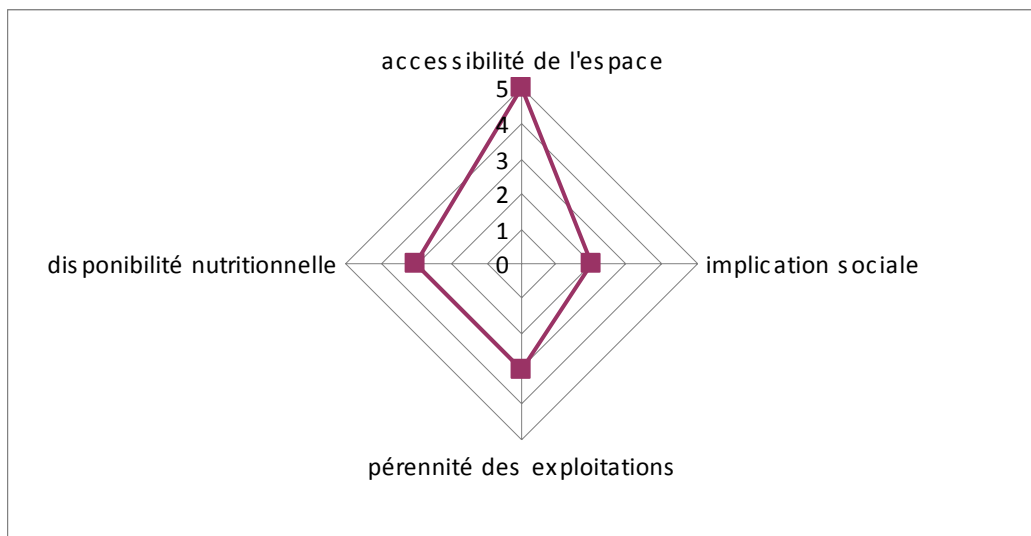 accessibilité de l'espace
5
4
3
2
1
0
disponibilité nutritionnelle
implication sociale
pérennité des exploitations